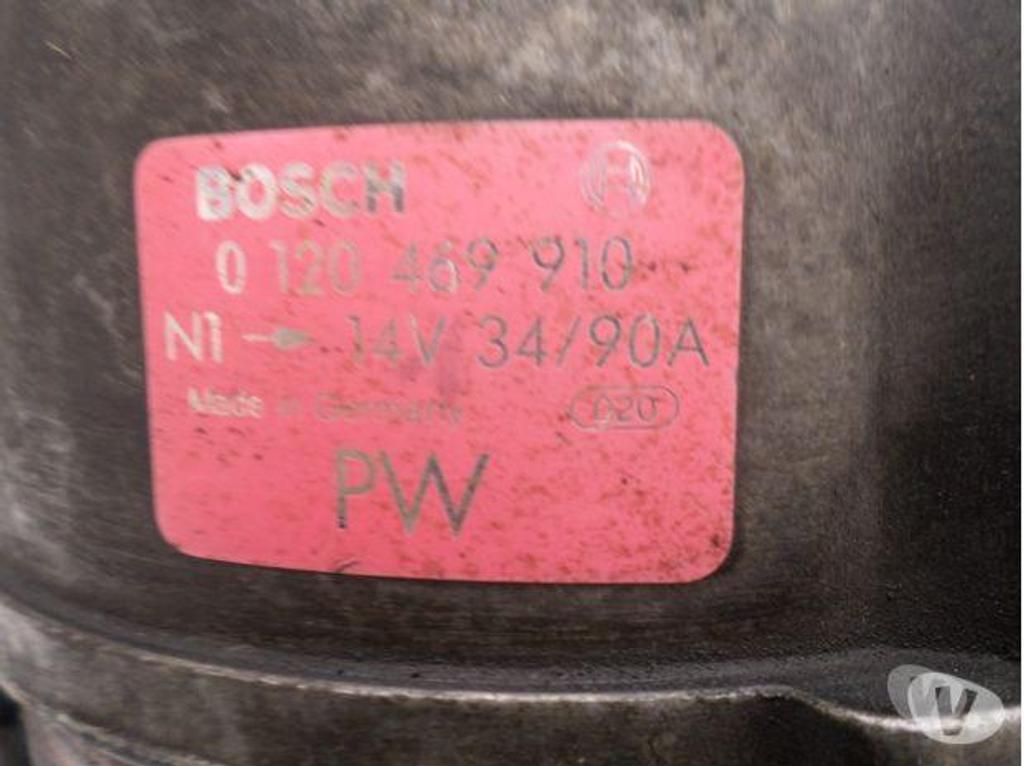 BOSCH
0 120 469 910
N1 → 14V 34/90A
Made in Germany 020
PW
V